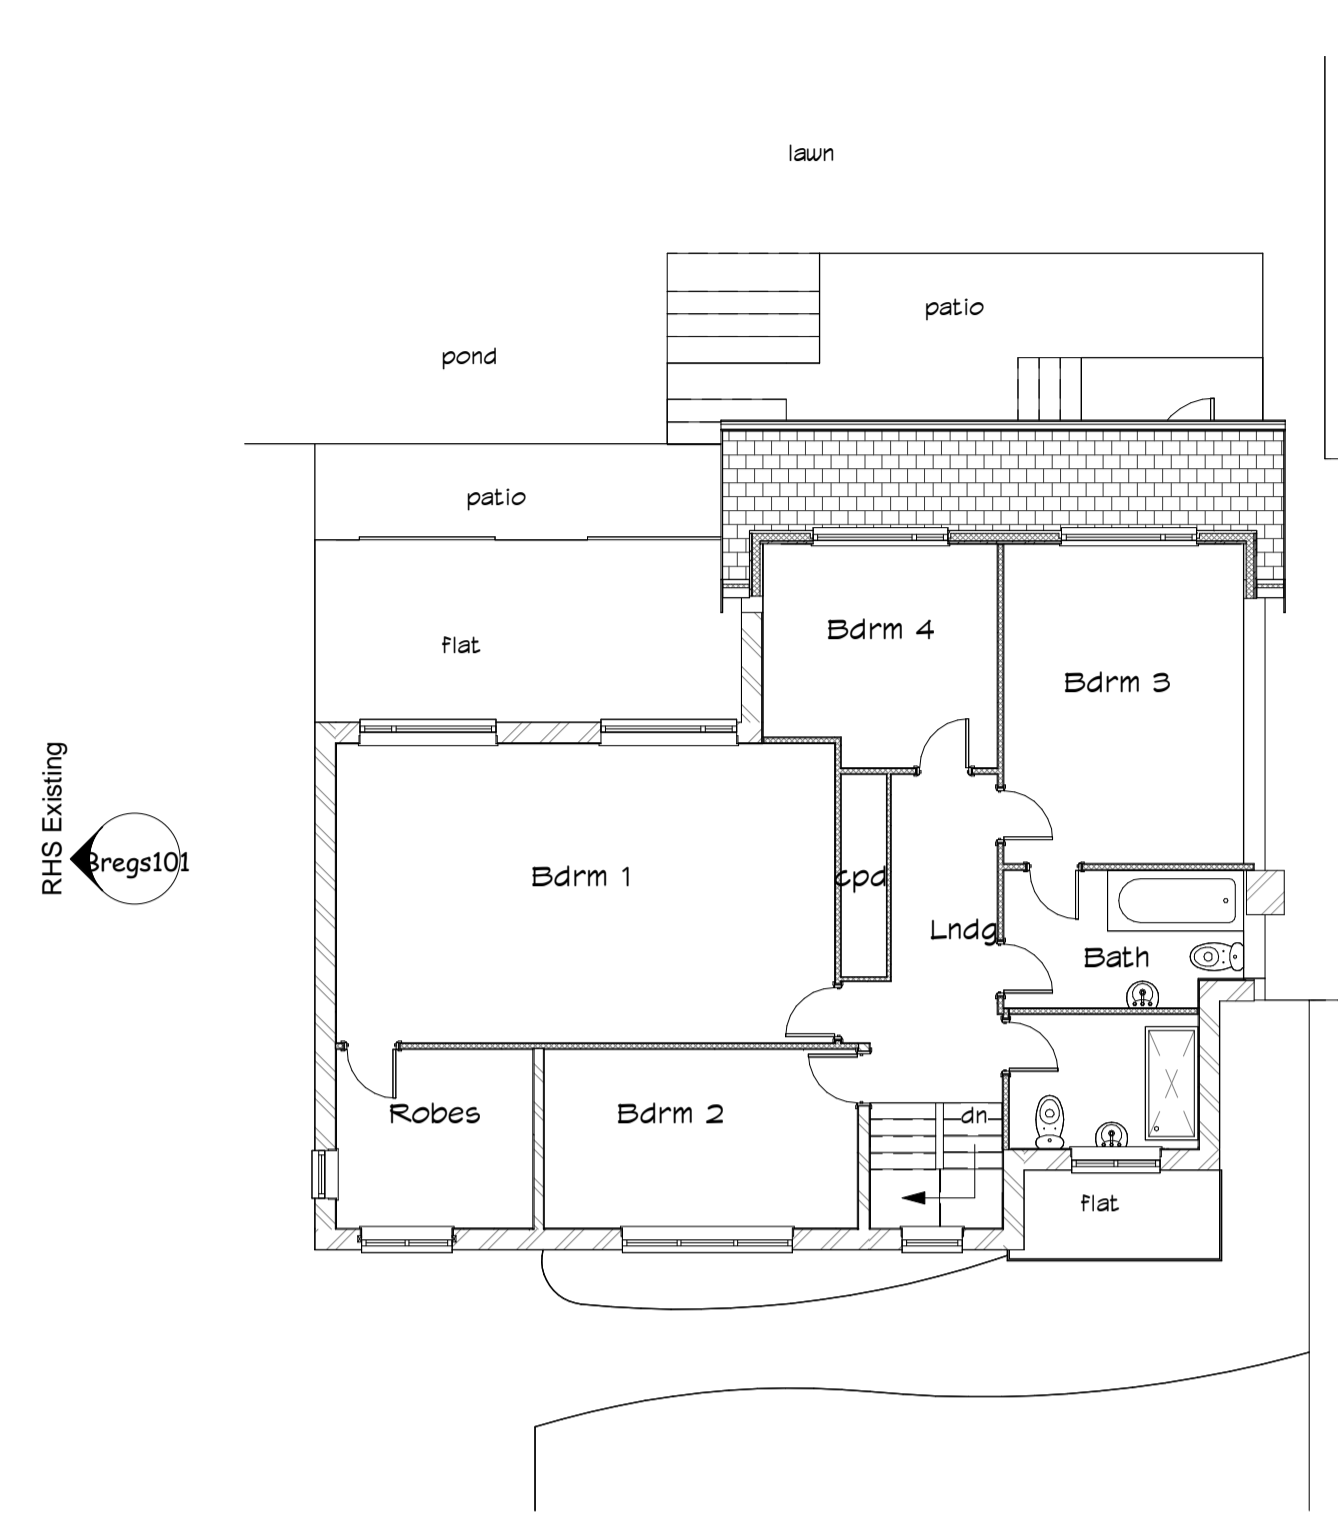 lawn
patio
pond
patio
Bdrm 4
flat
Bdrm 3
RHS Existing
Bregs101
Bdrm 1
cpd
Lndg
Bath
Robes
Bdrm 2
dn
flat